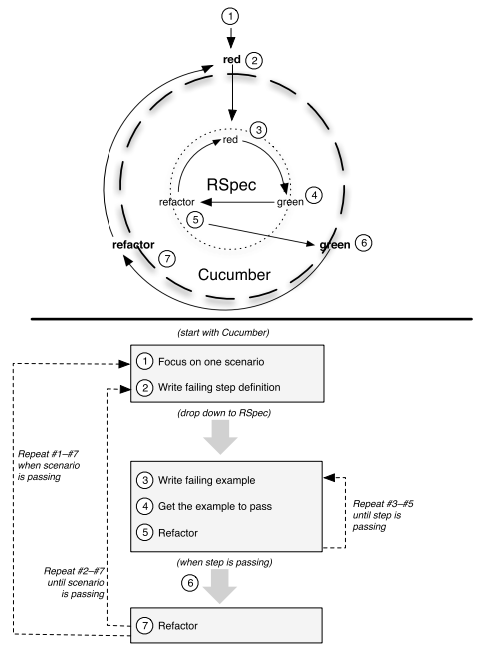 1
red 2
red 3
RSpec
refactor green 4
5
refactor 7 green 6
Cucumber
(start with Cucumber)
1 Focus on one scenario
2 Write failing step definition
(drop down to RSpec)
Repeat #1–#7
when scenario
is passing
3 Write failing example
4 Get the example to pass
5 Refactor
Repeat #3–#5
until step is
passing
(when step is passing)
6
Repeat #2–#7
until scenario
is passing
7 Refactor